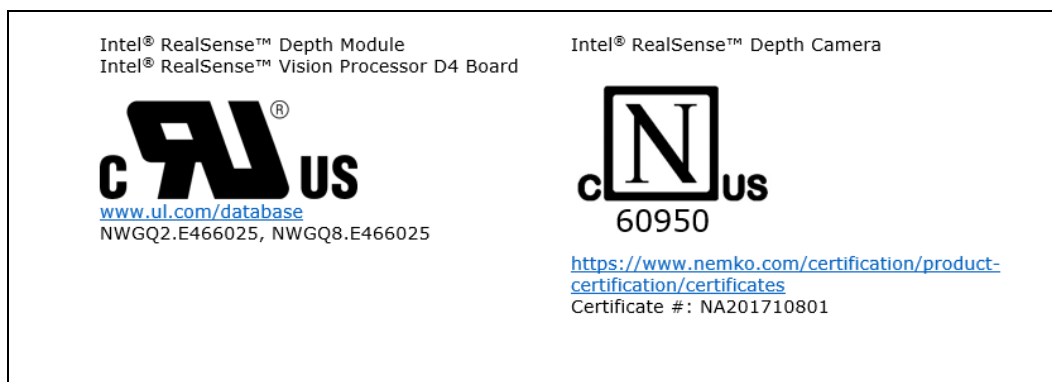 Intel® RealSense™ Depth Module
Intel® RealSense™ Vision Processor D4 Board
c RU ® US
www.ul.com/database
NWGQ2.E466025, NWGQ8.E466025
Intel® RealSense™ Depth Camera
c N US
60950
https://www.nemko.com/certification/product-
certification/certificates
Certificate #: NA201710801